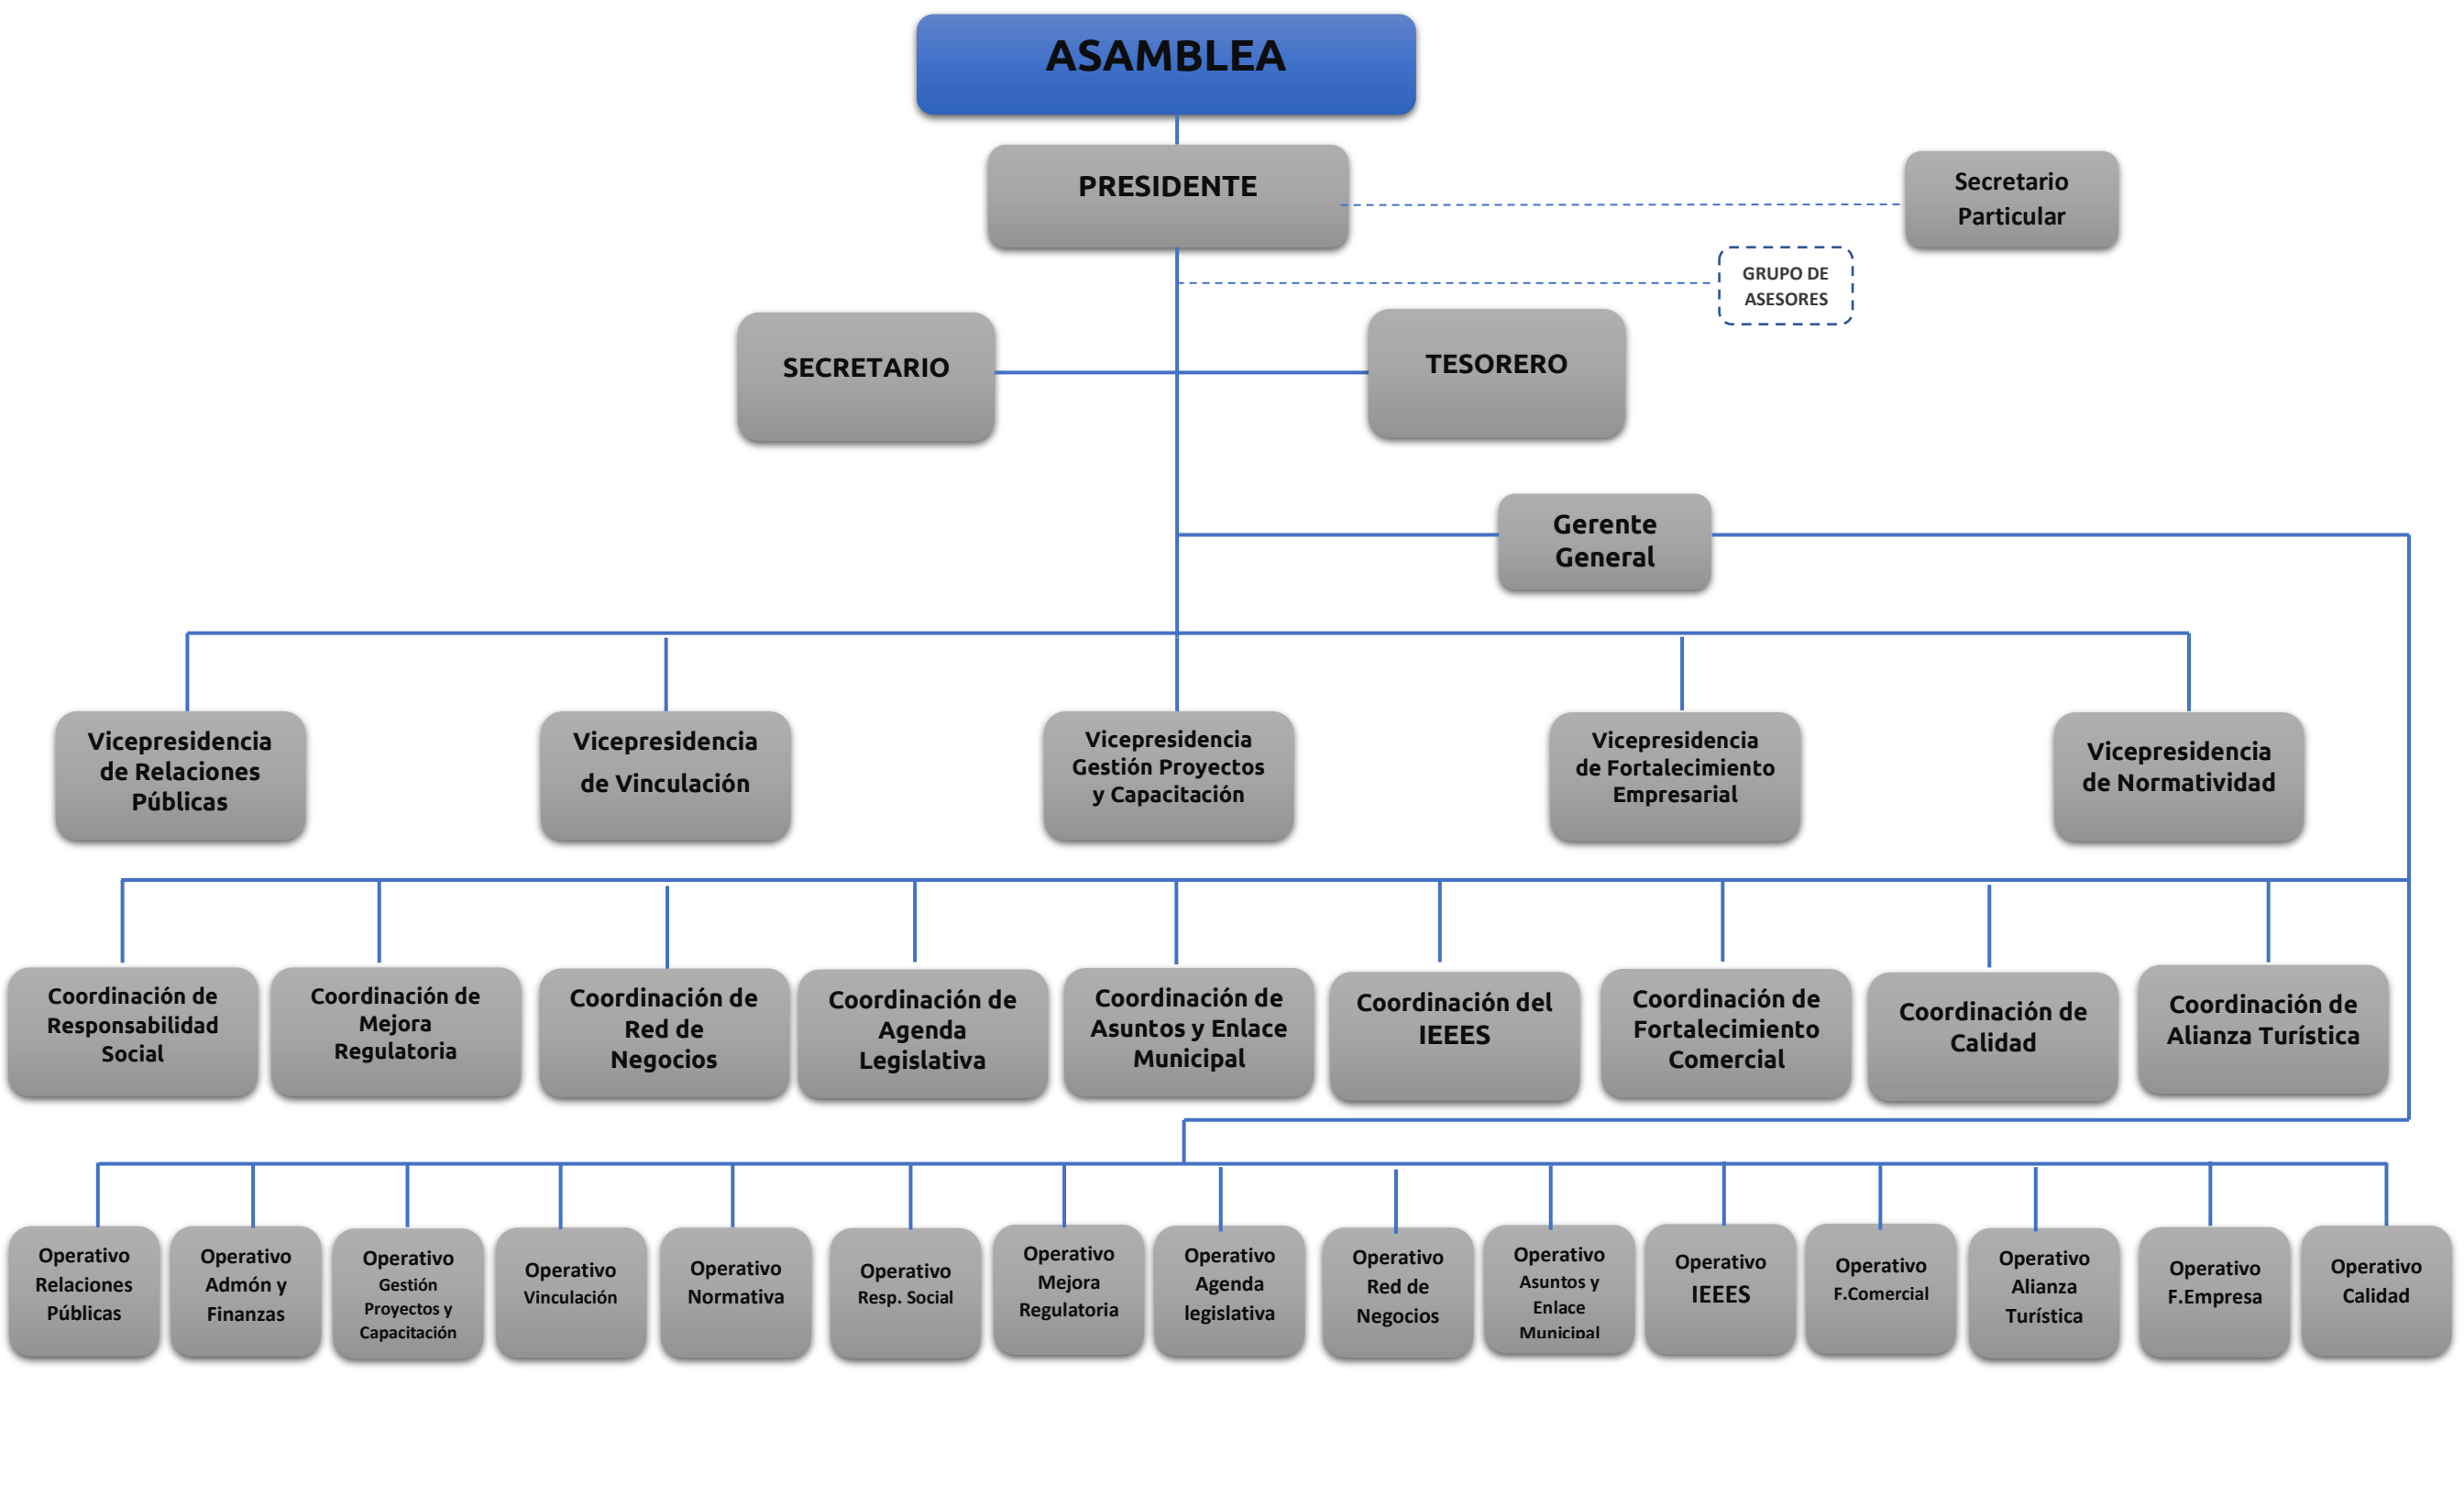 ASAMBLEA
PRESIDENTE
Secretario
Particular
GRUPO DE
ASESORES
SECRETARIO
TESORERO
Gerente
General
Vicepresidencia
de Relaciones
Públicas
Vicepresidencia
de Vinculación
Vicepresidencia
Gestión Proyectos
y Capacitación
Vicepresidencia
de Fortalecimiento
Empresarial
Vicepresidencia
de Normatividad
Coordinación de
Responsabilidad
Social
Coordinación de
Mejora
Regulatoria
Coordinación de
Red de
Negocios
Coordinación de
Agenda
Legislativa
Coordinación de
Asuntos y Enlace
Municipal
Coordinación del
IEEES
Coordinación de
Fortalecimiento
Comercial
Coordinación de
Calidad
Coordinación de
Alianza Turística
Operativo
Relaciones
Públicas
Operativo
Admón y
Finanzas
Operativo
Gestión
Proyectos y
Capacitación
Operativo
Vinculación
Operativo
Normativa
Operativo
Resp. Social
Operativo
Mejora
Regulatoria
Operativo
Agenda
legislativa
Operativo
Red de
Negocios
Operativo
Asuntos y
Enlace
Municipal
Operativo
IEEES
Operativo
F.Comercial
Operativo
Alianza
Turística
Operativo
F.Empresa
Operativo
Calidad